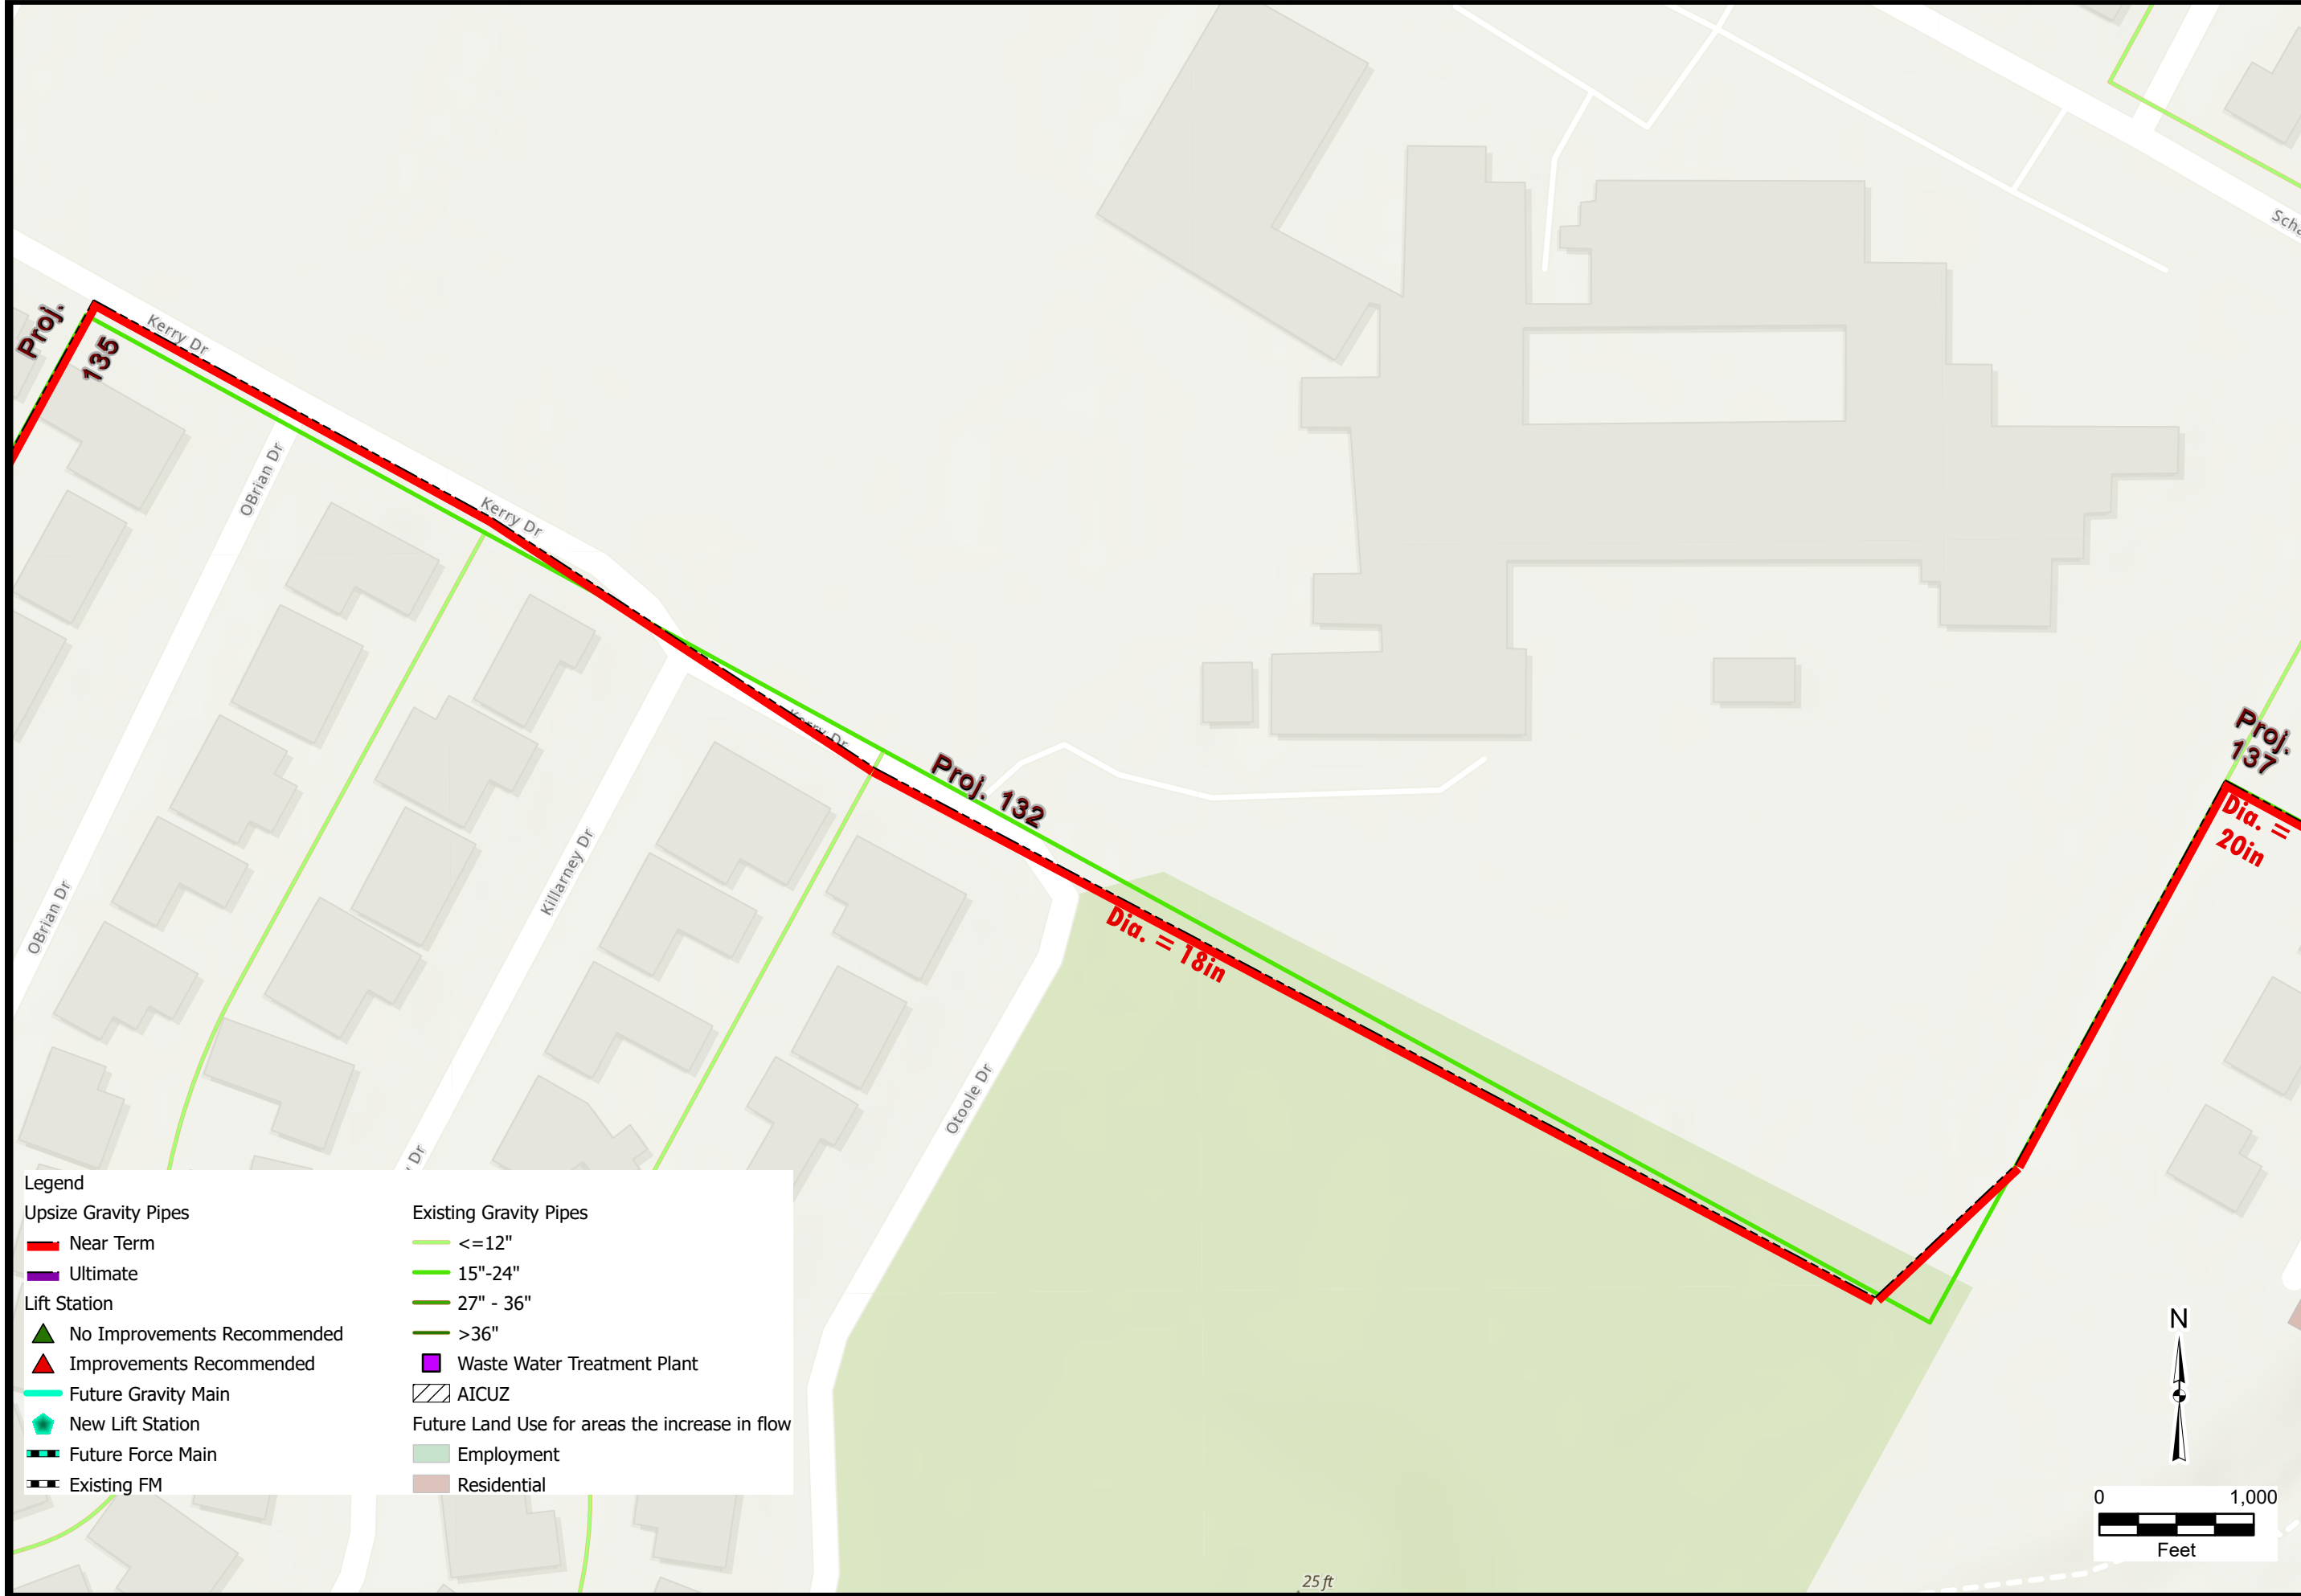 Scha
Proj.
135
Kerry Dr
OBrian Dr
Kerry Dr
Kerry Dr
Proj. 132
Proj.
137
Dia. =
20in
Dia. = 18in
Killarney Dr
OBrian Dr
Otoole Dr
Dr
Legend
Upsize Gravity Pipes
Near Term
Ultimate
Lift Station
No Improvements Recommended
Improvements Recommended
Future Gravity Main
New Lift Station
Future Force Main
Existing FM
Existing Gravity Pipes
<=12"
15"-24"
27" - 36"
>36"
Waste Water Treatment Plant
AICUZ
Future Land Use for areas the increase in flow
Employment
Residential
N
0 1,000
Feet
25 ft